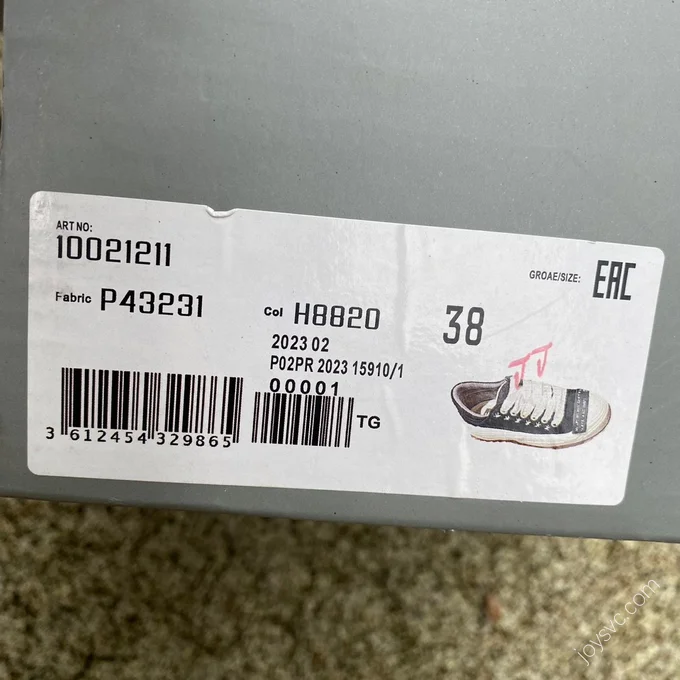 ART NO:
10021211
GROAE/SIZE:
EAC
Fabric P43231
Col H8820
38
2023 02
P02PR 2023 15910/1
00001
3 612454 329865
TG
JJ
joysvc.com